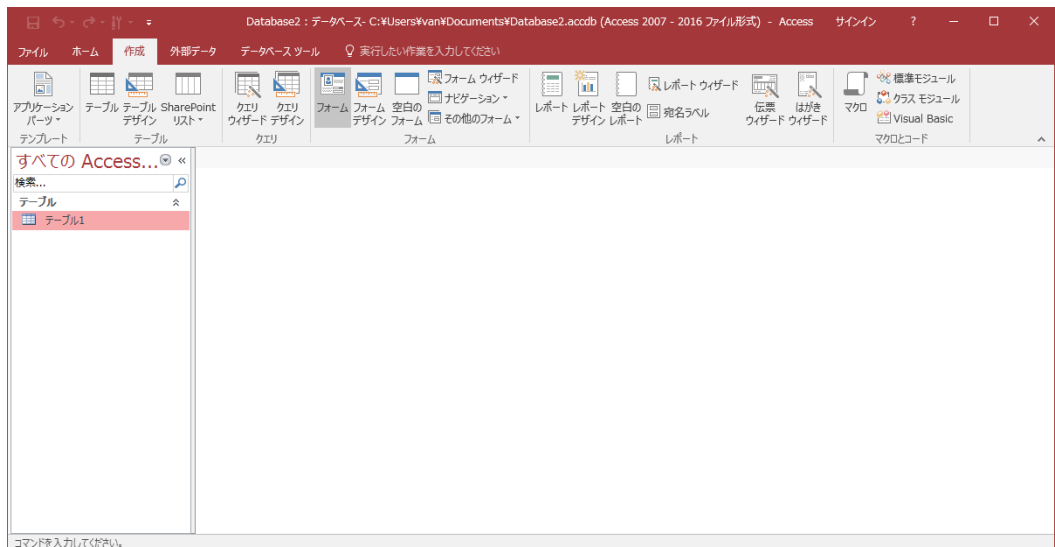 Database2 : データベース- C:¥Users¥van¥Documents¥Database2.accdb (Access 2007 - 2016 ファイル形式) - Access サインイン ?
ファイル ホーム 作成 外部データ データベース ツール 実行したい作業を入力してください
アプリケーション
パーツ
テーブル
テーブル
デザイン
SharePoint
リスト
クエリ
ウィザード
クエリ
デザイン
フォーム
フォーム
デザイン
空白の
フォーム
フォーム ウィザード
ナビゲーション
その他のフォーム
レポート
レポート
デザイン
空白の
レポート
レポート ウィザード
宛名ラベル
伝票
ウィザード
はがき
ウィザード
マクロ
標準モジュール
クラス モジュール
Visual Basic
テンプレート テーブル クエリ フォーム レポート マクロとコード
すべての Access... «
検索...
テーブル
テーブル1
コマンドを入力してください。